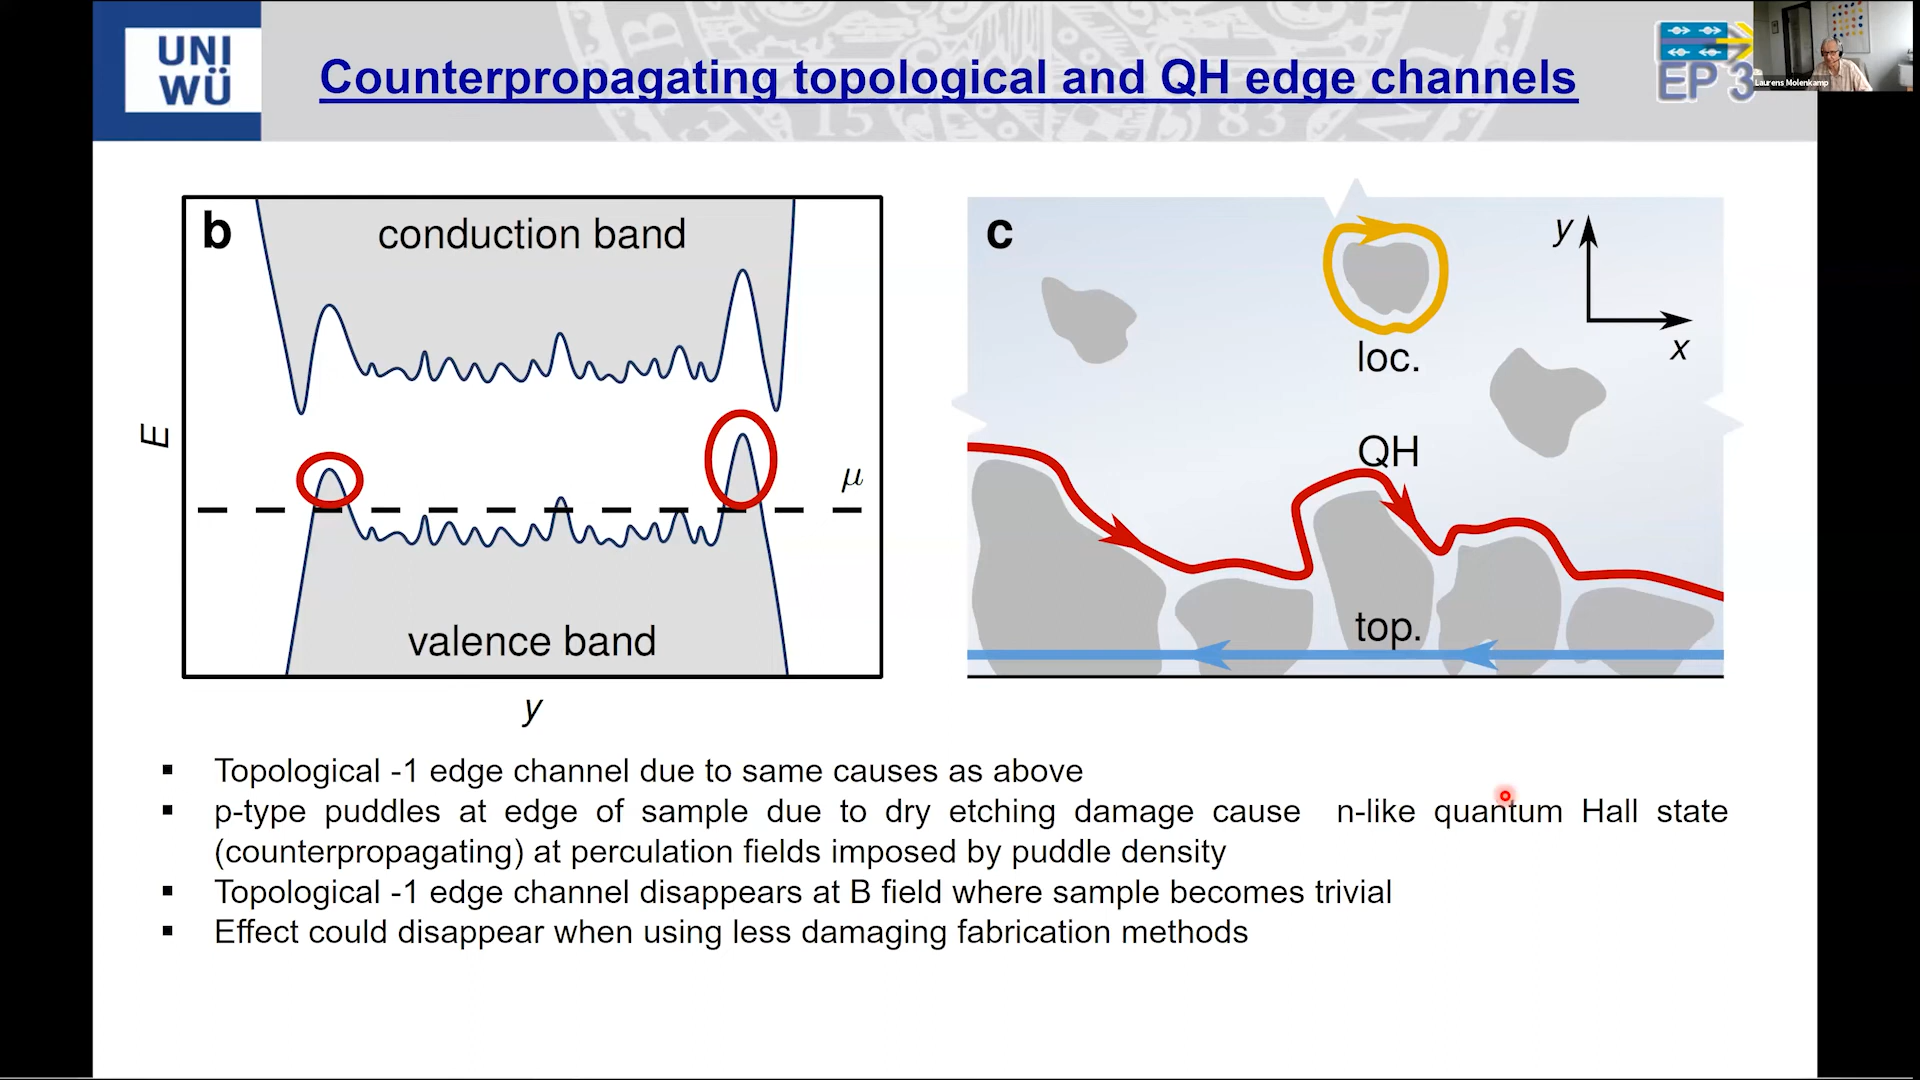 UNI
WÜ
Counterpropagating topological and QH edge channels
EP 3
Laurens Molenkamp
15 83
b
conduction band
E
μ
valence band
y
c
y
x
loc.
QH
top.
▪ Topological -1 edge channel due to same causes as above
▪ p-type puddles at edge of sample due to dry etching damage cause n-like quantum Hall state
(counterpropagating) at perculation fields imposed by puddle density
▪ Topological -1 edge channel disappears at B field where sample becomes trivial
▪ Effect could disappear when using less damaging fabrication methods